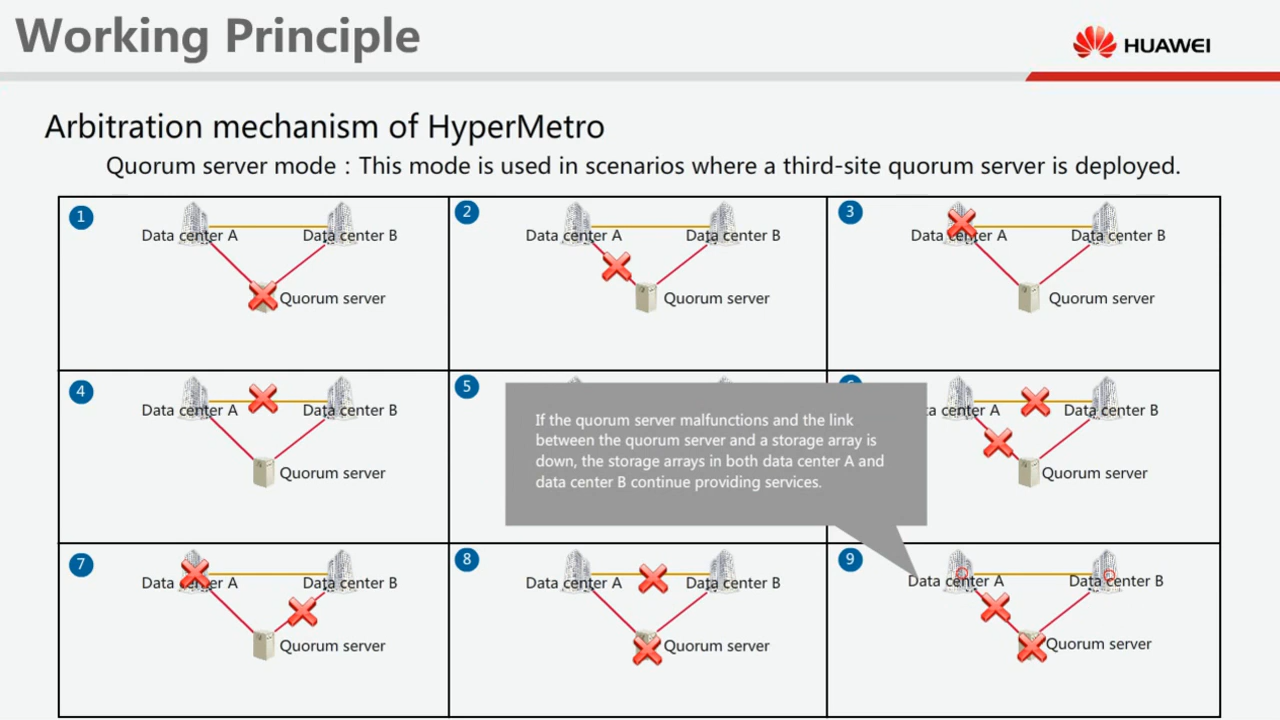 Working Principle
HUAWEI
Arbitration mechanism of HyperMetro
Quorum server mode : This mode is used in scenarios where a third-site quorum server is deployed.
1
Data center A
Data center B
Quorum server
2
Data center A
Data center B
Quorum server
3
Data center A
Data center B
Quorum server
4
Data center A
Data center B
Quorum server
5
If the quorum server malfunctions and the link
between the quorum server and a storage array is
down, the storage arrays in both data center A and
data center B continue providing services.
center A
Data center B
Quorum server
7
Data center A
Data center B
Quorum server
8
Data center A
Data center B
Quorum server
9
Data center A
Data center B
Quorum server